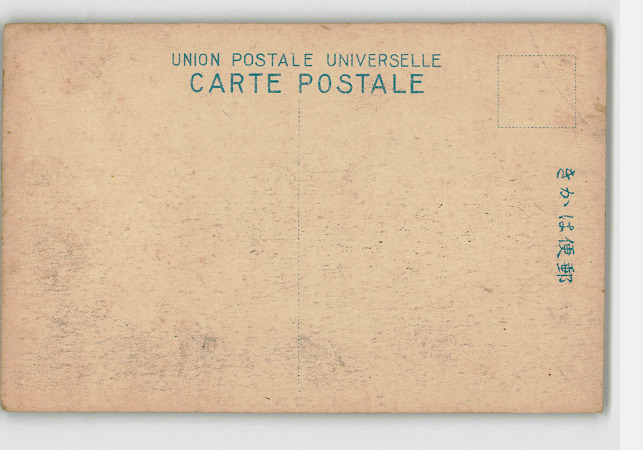 UNION POSTALE UNIVERSELLE
CARTE POSTALE
きかは便郵